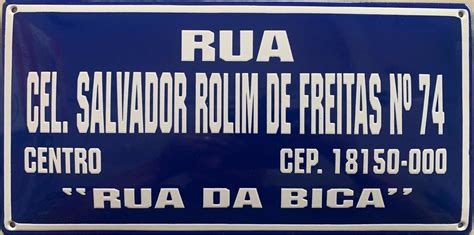 RUA
CEL. SALVADOR ROLIM DE FREITAS Nº 74
CENTRO CEP. 18150-000
"RUA DA BICA"